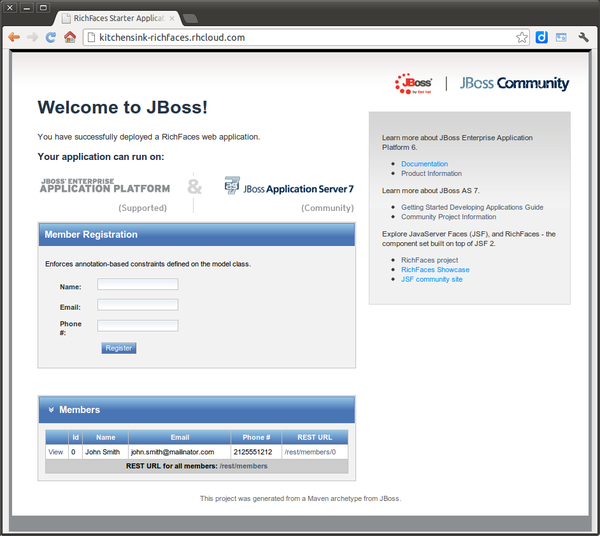 RichFaces Starter Applicat
kitchensink-richfaces.rhcloud.com
JBoss
by Red Hat
JBoss Community
Welcome to JBoss!
You have successfully deployed a RichFaces web application.
Your application can run on:
JBOSS® ENTERPRISE
APPLICATION PLATFORM
(Supported)
&
JBoss Application Server 7
(Community)
Member Registration
Enforces annotation-based constraints defined on the model class.
Name:
Email:
Phone
#:
Register
Members
Id Name Email Phone # REST URL
View 0 John Smith john.smith@mailinator.com 2125551212 /rest/members/0
REST URL for all members: /rest/members
Learn more about JBoss Enterprise Application
Platform 6.
Documentation
Product Information
Learn more about JBoss AS 7.
Getting Started Developing Applications Guide
Community Project Information
Explore JavaServer Faces (JSF), and RichFaces - the
component set built on top of JSF 2.
RichFaces project
RichFaces Showcase
JSF community site
This project was generated from a Maven archetype from JBoss.